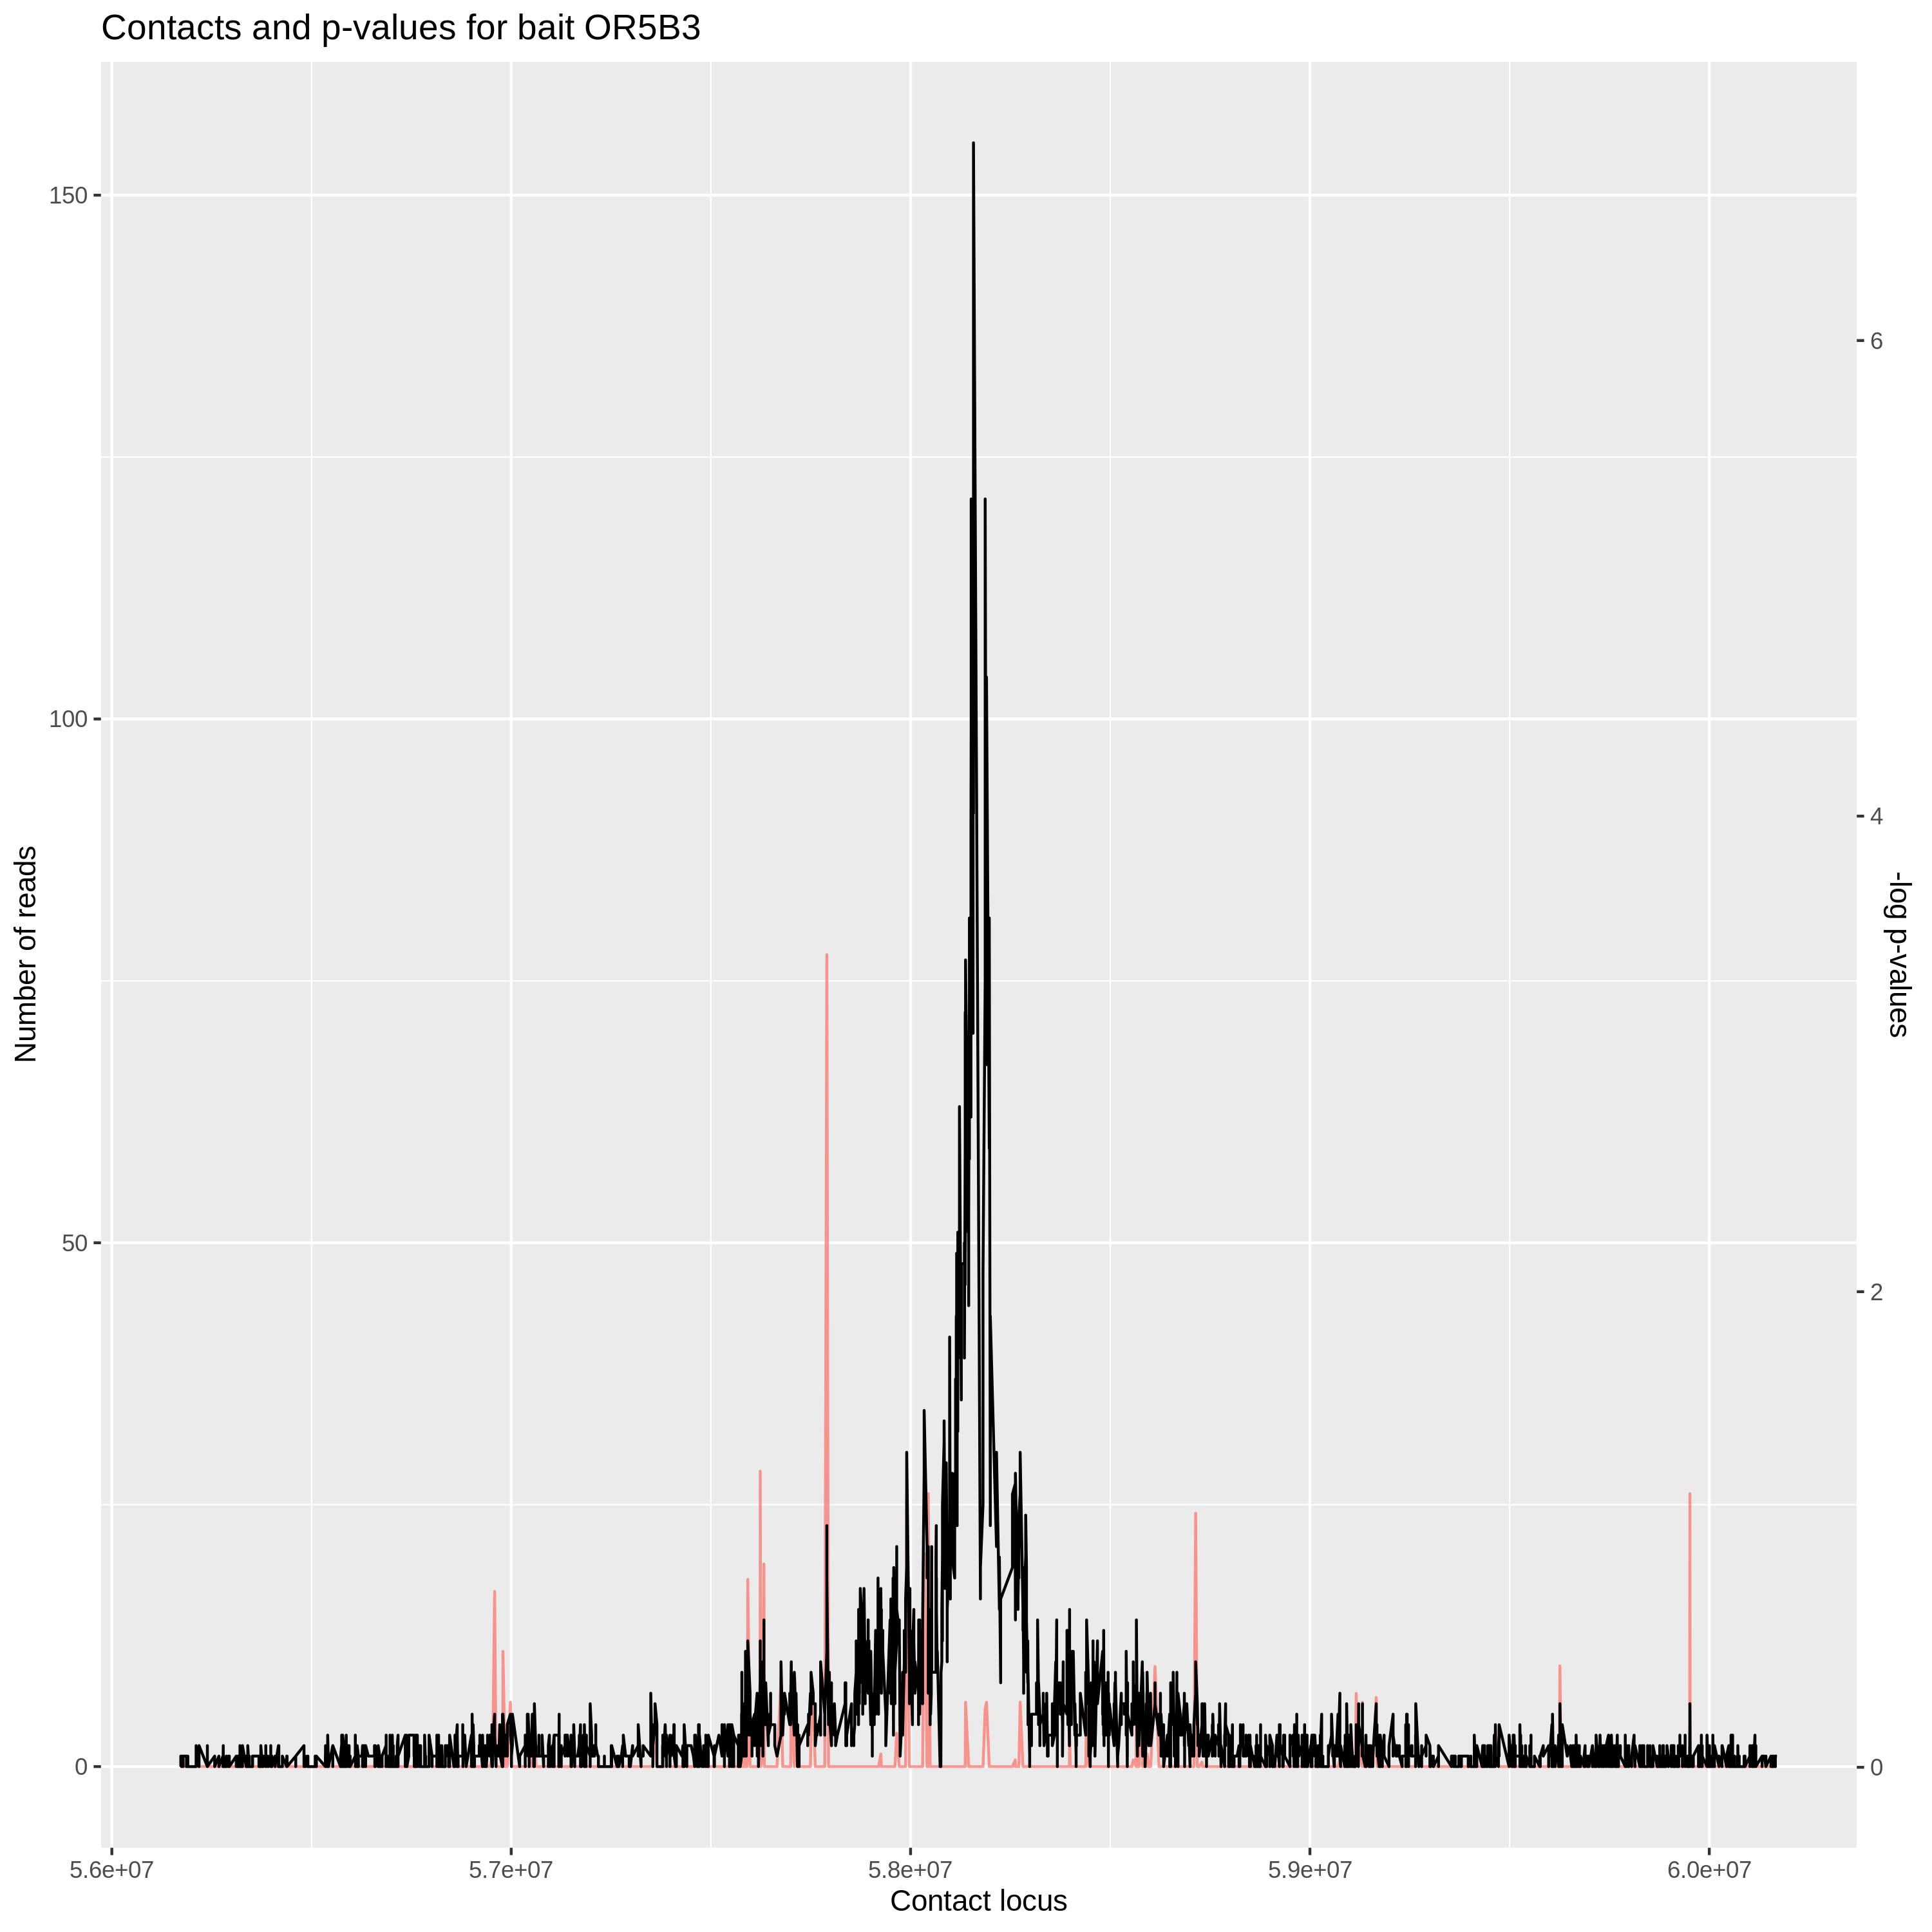 Contacts and p-values for bait OR5B3
150
100
50
0
Number of reads
6
4
2
0
-log p-values
5.6e+07 5.7e+07 5.8e+07 5.9e+07 6.0e+07
Contact locus